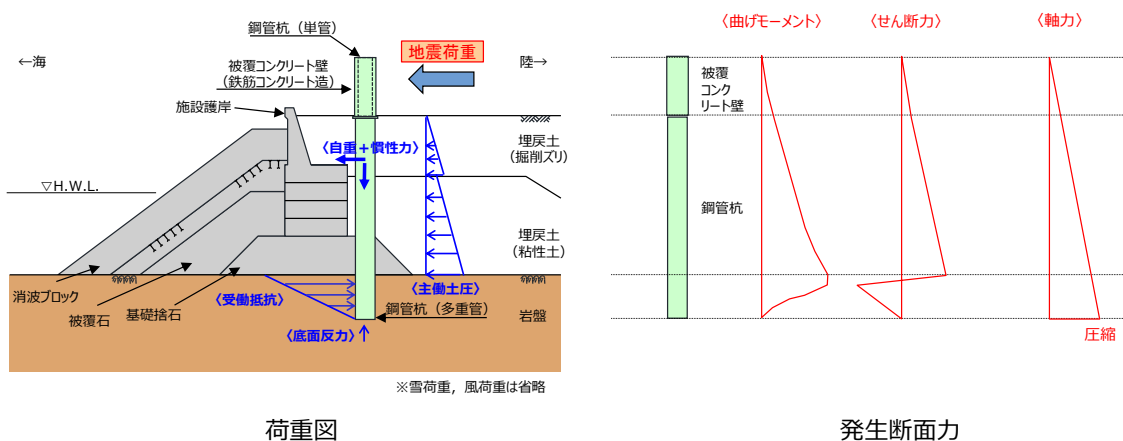 鋼管杭（単管）
←海
被覆コンクリート壁
（鉄筋コンクリート造）
地震荷重
陸→
施設護岸
〈自重＋慣性力〉
埋戻土
（掘削ズリ）
▽H.W.L.
埋戻土
（粘性土）
消波ブロック
被覆石
基礎捨石
〈受働抵抗〉
〈主働土圧〉
鋼管杭（多重管）
岩盤
〈底面反力〉
※雪荷重，風荷重は省略
荷重図
〈曲げモーメント〉
〈せん断力〉
〈軸力〉
被覆
コンク
リート壁
鋼管杭
圧縮
発生断面力